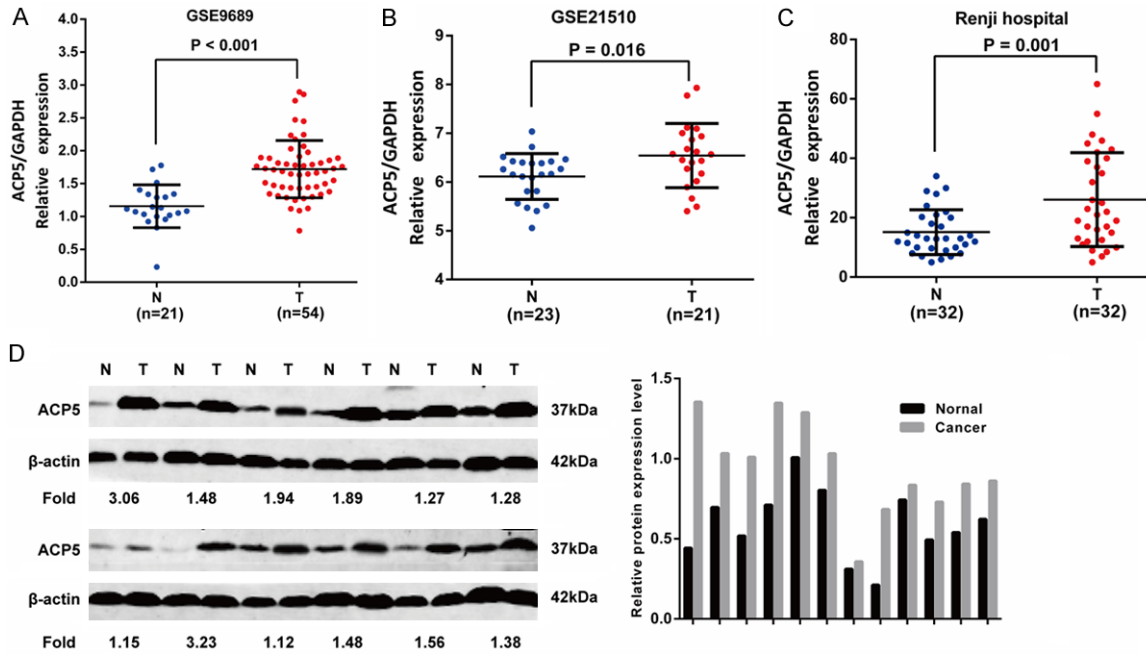 A
GSE9689
P < 0.001
ACP5/GAPDH
Relative expression
4.0
3.5
3.0
2.5
2.0
1.5
1.0
0.5
0.0
N
T
(n=21)
(n=54)
B
GSE21510
P = 0.016
ACP5/GAPDH
Relative expression
9
8
7
6
5
4
N
T
(n=23)
(n=21)
C
Renji hospital
P = 0.001
ACP5/GAPDH
Relative expression
80
60
40
20
0
N
T
(n=32)
(n=32)
D
N T N T N T N T N T N T
ACP5 37kDa
β-actin 42kDa
Fold 3.06 1.48 1.94 1.89 1.27 1.28
ACP5 37kDa
β-actin 42kDa
Fold 1.15 3.23 1.12 1.48 1.56 1.38
Relative protein expression level
1.5
1.0
0.5
0.0
Nornal
Cancer